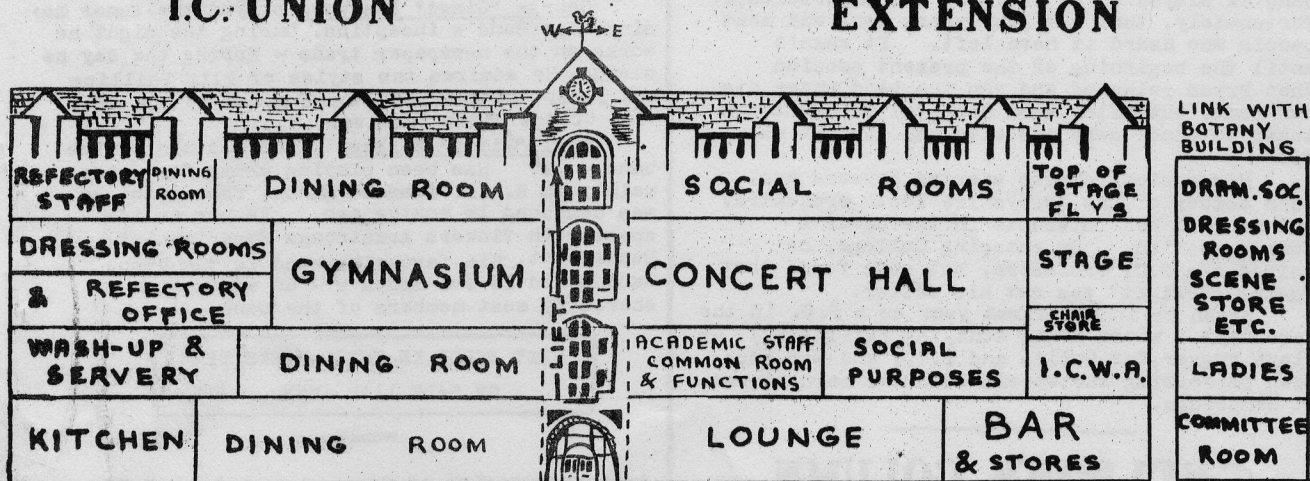 I.C. UNION EXTENSION
W E
LINK WITH
BOTANY
BUILDING
REFECTORY
STAFF
DINING
ROOM
DINING ROOM
SOCIAL ROOMS
TOP OF
STAGE
FLYS
DRAM. SOC.
DRESSING
ROOMS
SCENE
STORE
ETC.
DRESSING ROOMS
& REFECTORY
OFFICE
GYMNASIUM
CONCERT HALL
STAGE
CHAIR
STORE
WASH-UP &
SERVERY
DINING ROOM
LIFT
ACADEMIC STAFF
COMMON ROOM
& FUNCTIONS
SOCIAL
PURPOSES
I.C.W.A.
LADIES
KITCHEN
DINING ROOM
LOUNGE
BAR
& STORES
COMMITTEE
ROOM